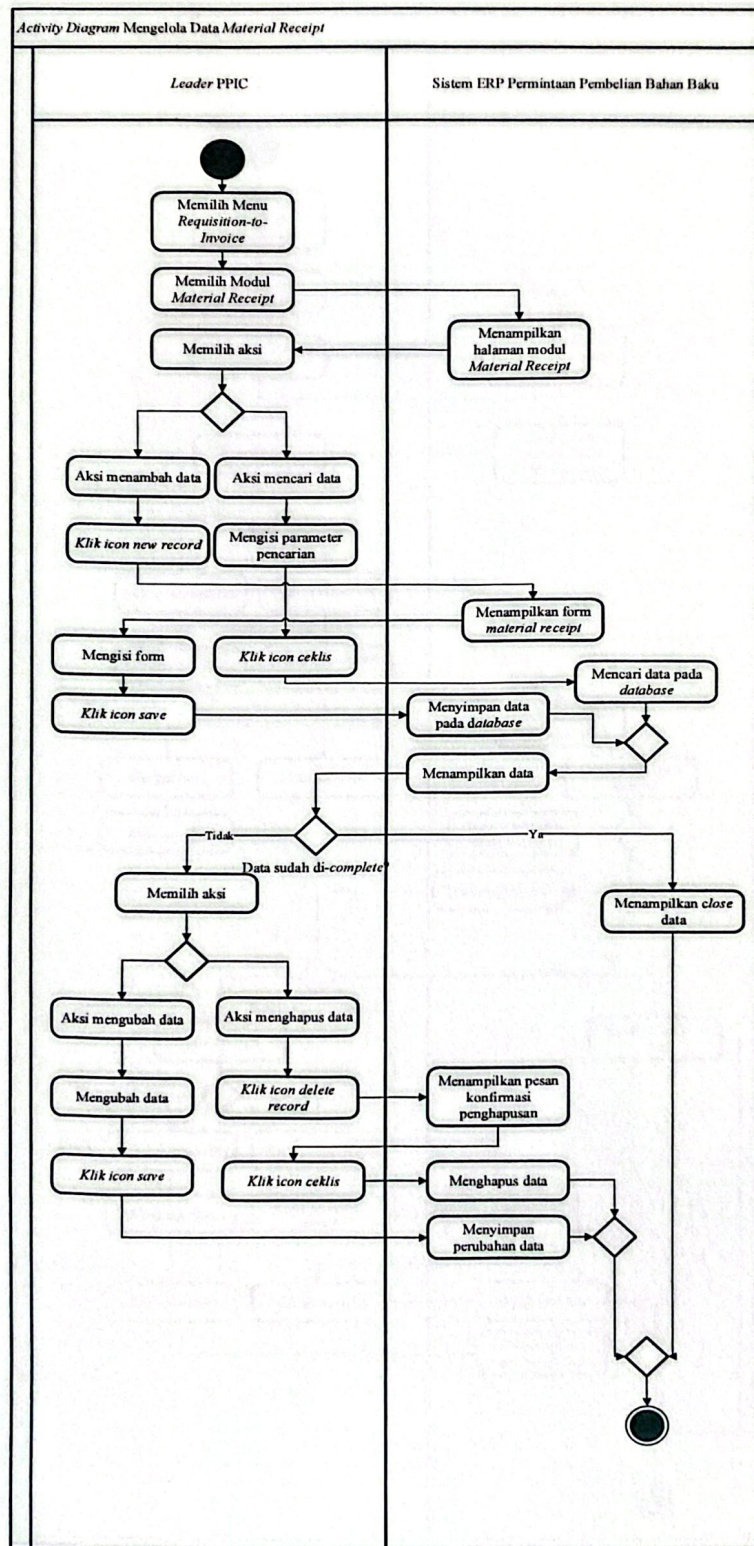 Activity Diagram Mengelola Data Material Receipt
Leader PPIC
Sistem ERP Permintaan Pembelian Bahan Baku
Memilih Menu
Requisition-to-
Invoice
Memilih Modul
Material Receipt
Menampilkan
halaman modul
Material Receipt
Memilih aksi
Aksi menambah data
Aksi mencari data
Klik icon new record
Mengisi parameter
pencarian
Menampilkan form
material receipt
Mengisi form
Klik icon ceklis
Mencari data pada
database
Klik icon save
Menyimpan data
pada database
Menampilkan data
Tidak
Ya
Data sudah di-complete?
Memilih aksi
Menampilkan close
data
Aksi mengubah data
Aksi menghapus data
Mengubah data
Klik icon delete
record
Menampilkan pesan
konfirmasi
penghapusan
Klik icon save
Klik icon ceklis
Menghapus data
Menyimpan
perubahan data